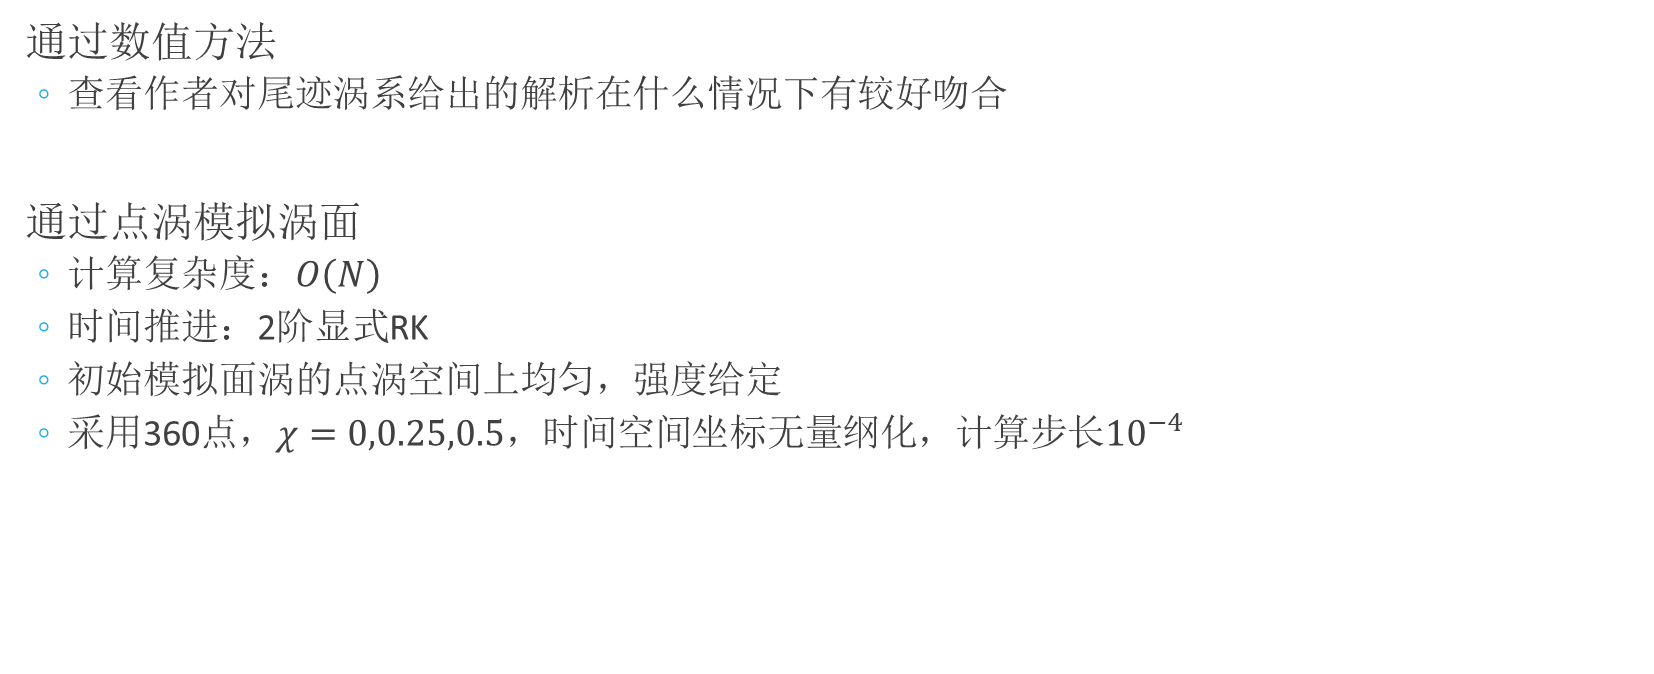 通过数值方法
◦ 查看作者对尾迹涡系给出的解析在什么情况下有较好吻合
通过点涡模拟涡面
◦ 计算复杂度：O(N)
◦ 时间推进：2阶显式RK
◦ 初始模拟面涡的点涡空间上均匀，强度给定
◦ 采用360点，χ = 0,0.25,0.5，时间空间坐标无量纲化，计算步长10⁻⁴